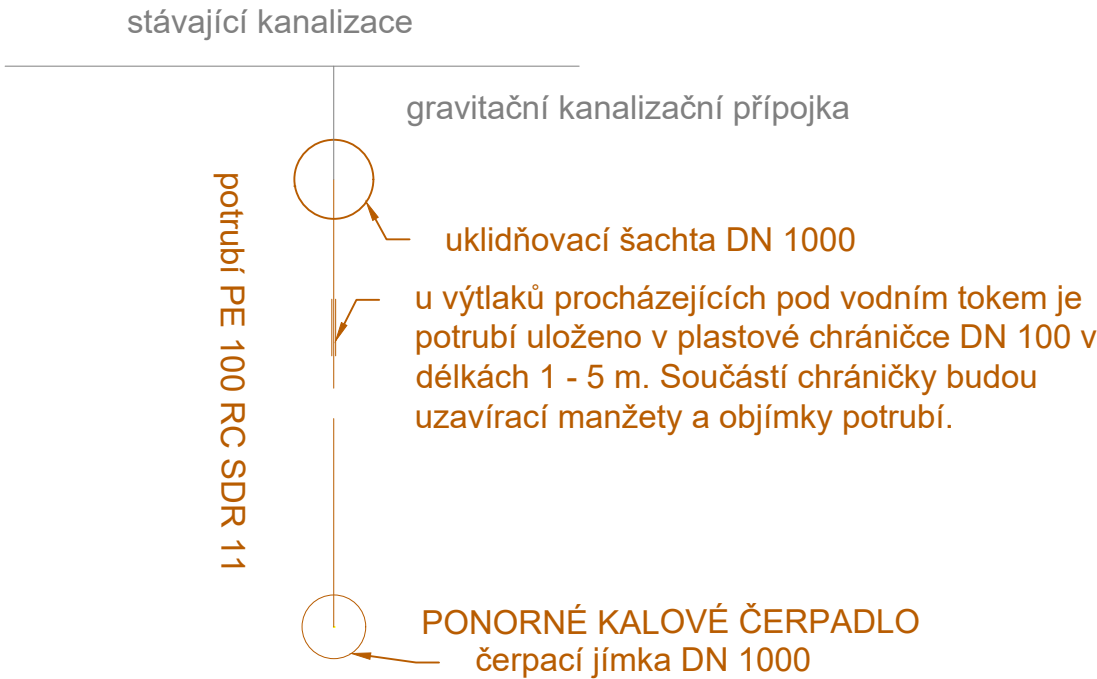 stávající kanalizace
gravitační kanalizační přípojka
potrubí PE 100 RC SDR 11
uklidňovací šachta DN 1000
u výtlaků procházejících pod vodním tokem je
potrubí uloženo v plastové chráničce DN 100 v
délkách 1 - 5 m. Součástí chráničky budou
uzavírací manžety a objímky potrubí.
PONORNÉ KALOVÉ ČERPADLO
čerpací jímka DN 1000